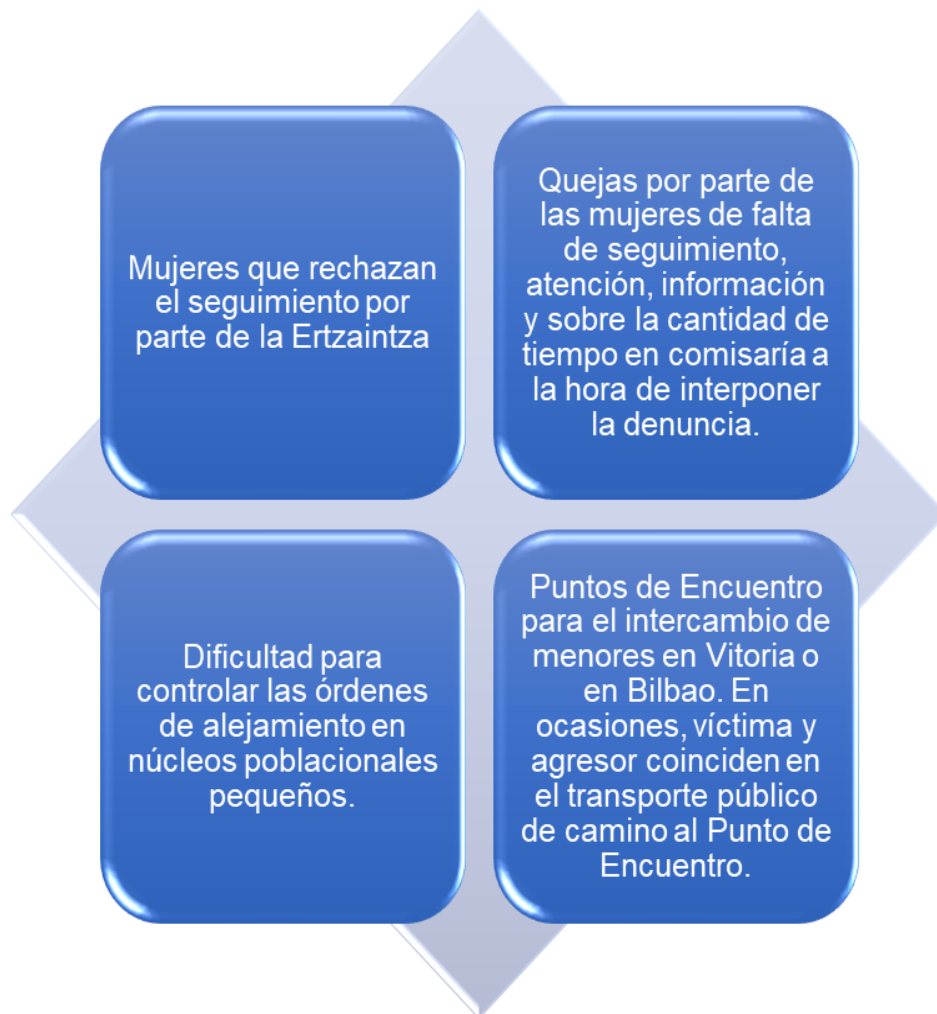 Mujeres que rechazan
el seguimiento por
parte de la Ertzaintza
Quejas por parte de
las mujeres de falta
de seguimiento,
atención, información
y sobre la cantidad de
tiempo en comisaría a
la hora de interponer
la denuncia.
Dificultad para
controlar las órdenes
de alejamiento en
núcleos poblacionales
pequeños.
Puntos de Encuentro
para el intercambio de
menores en Vitoria o
en Bilbao. En
ocasiones, víctima y
agresor coinciden en
el transporte público
de camino al Punto de
Encuentro.